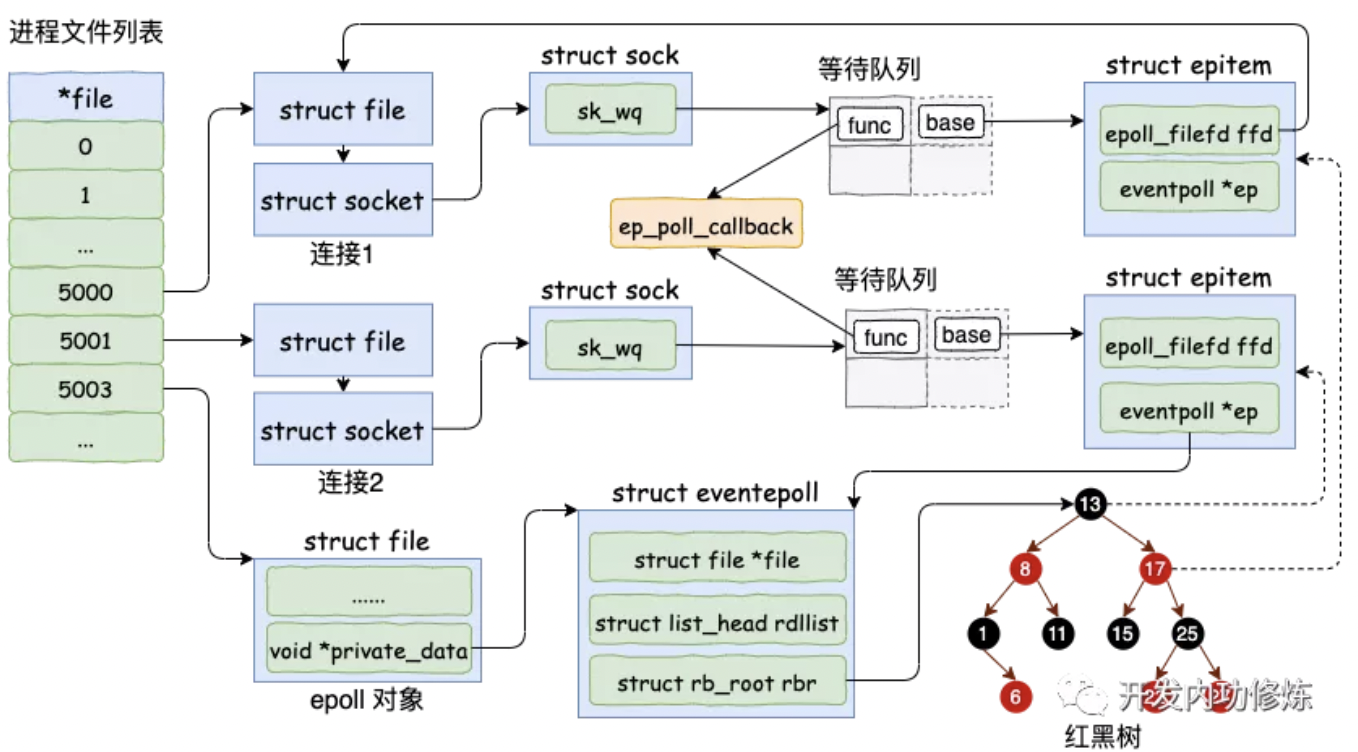 进程文件列表
*file
0
1
...
5000
5001
5003
...
struct file
struct socket
连接1
struct sock
sk_wq
等待队列
func
base
struct epitem
epoll_filefd ffd
eventpoll *ep
ep_poll_callback
struct file
struct socket
连接2
struct sock
sk_wq
等待队列
func
base
struct epitem
epoll_filefd ffd
eventpoll *ep
struct file
......
void *private_data
epoll 对象
struct eventepoll
struct file *file
struct list_head rdllist
struct rb_root rbr
13
8
17
1
11
15
25
6
开发内功修炼
红黑树